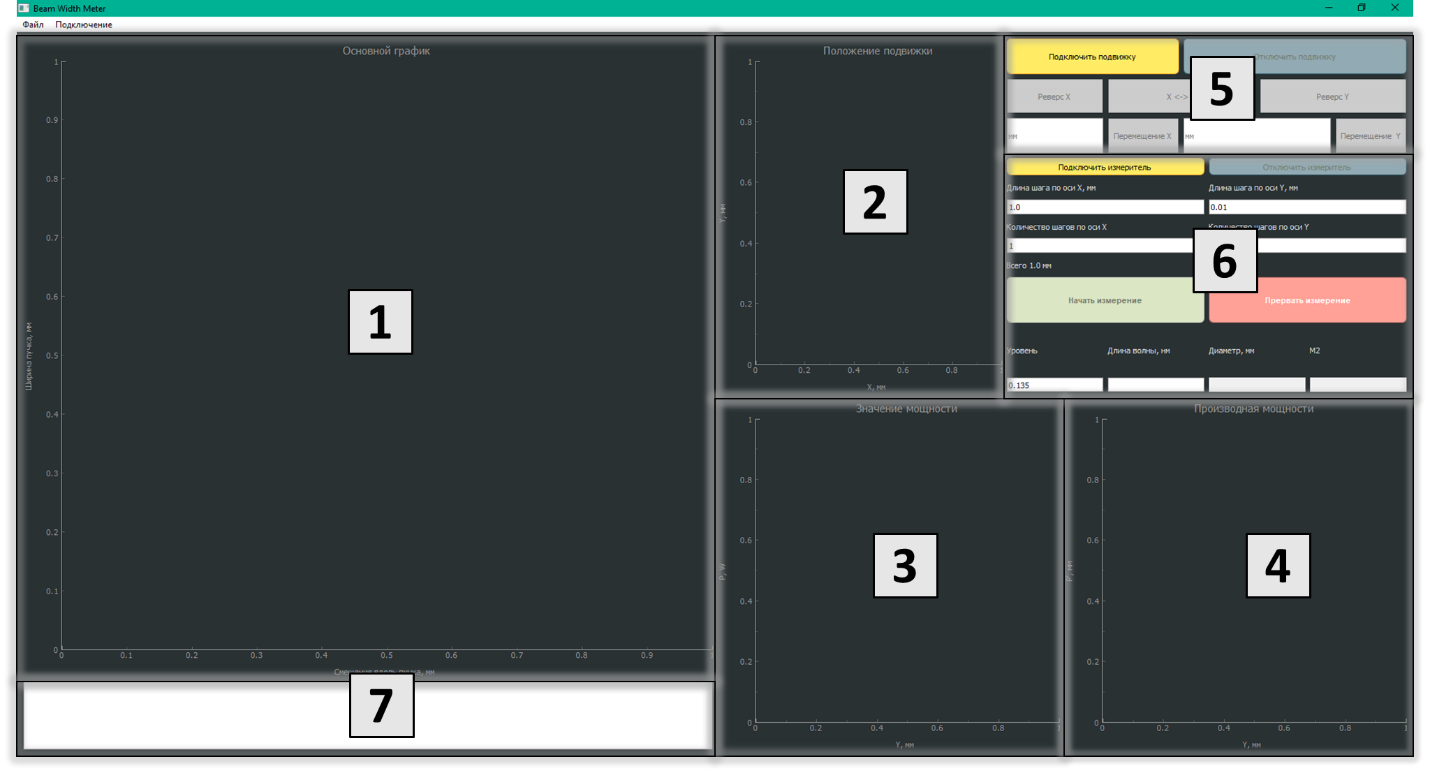 Beam Width Meter
Файл Подключение
Основной график
1
0.9
0.8
0.7
0.6
0.5
0.4
0.3
0.2
0.1
0
Ширина пучка, мм
0 0.1 0.2 0.3 0.4 0.5 0.6 0.7 0.8 0.9
1
7
Положение подвижки
1
0.8
0.6
0.4
0.2
0
Y, мм
0 0.2 0.4 0.6 0.8
X, мм
2
Подключить подвижку Отключить подвижку
Реверс X X <-> Реверс Y
мм Перемещение X мм Перемещение Y
5
Подключить измеритель Отключить измеритель
Длина шага по оси X, мм Длина шага по оси Y, мм
1.0 0.01
Количество шагов по оси X Количество шагов по оси Y
1
Всего 1.0 мм
6
Начать измерение Прервать измерение
Уровень Длина волны, нм Диаметр, мм M2
0.135
Значение мощности
1
0.8
0.6
0.4
0.2
0
P, W
0 0.2 0.4 0.6 0.8 1
Y, мм
3
Производная мощности
1
0.8
0.6
0.4
0.2
0
0 0.2 0.4 0.6 0.8 1
Y, мм
4